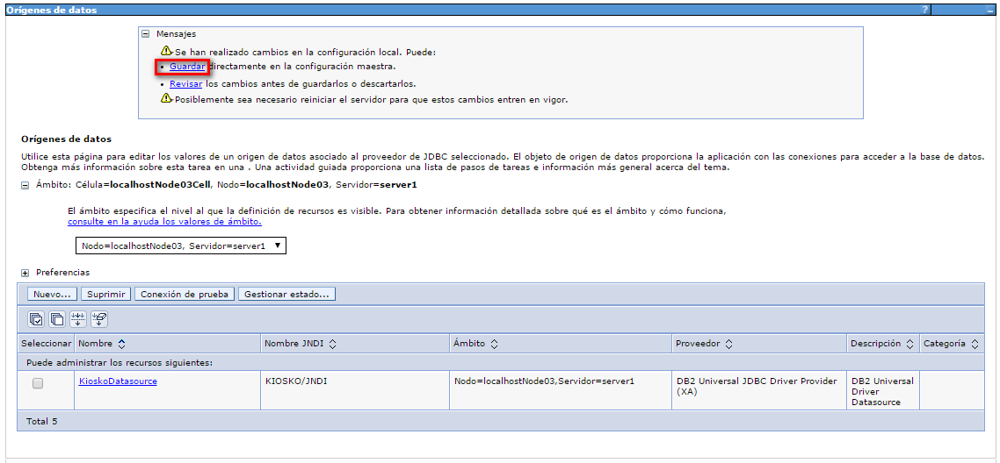 Orígenes de datos ? _
Mensajes
Se han realizado cambios en la configuración local. Puede:
• Guardar directamente en la configuración maestra.
• Revisar los cambios antes de guardarlos o descartarlos.
Posiblemente sea necesario reiniciar el servidor para que estos cambios entren en vigor.
Orígenes de datos
Utilice esta página para editar los valores de un origen de datos asociado al proveedor de JDBC seleccionado. El objeto de origen de datos proporciona la aplicación con las conexiones para acceder a la base de datos.
Obtenga más información sobre esta tarea en una . Una actividad guiada proporciona una lista de pasos de tareas e información más general acerca del tema.
Ámbito: Célula=localhostNode03Cell, Nodo=localhostNode03, Servidor=server1
El ámbito especifica el nivel al que la definición de recursos es visible. Para obtener información detallada sobre qué es el ámbito y cómo funciona,
consulte en la ayuda los valores de ámbito.
Nodo=localhostNode03, Servidor=server1
Preferencias
Nuevo... Suprimir Conexión de prueba Gestionar estado...
Seleccionar Nombre Nombre JNDI Ámbito Proveedor Descripción Categoría
Puede administrar los recursos siguientes:
KioskoDatasource KIOSKO/JNDI Nodo=localhostNode03,Servidor=server1 DB2 Universal JDBC Driver Provider DB2 Universal
(XA) Driver
Datasource
Total 5